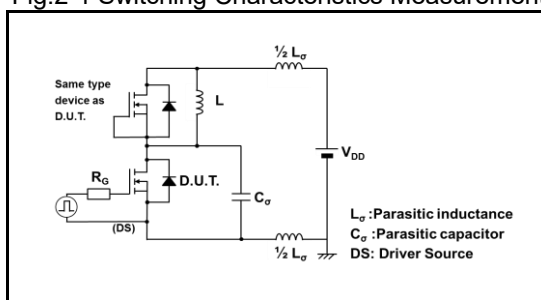 Fig.2-1 Switching Characteristics Measurement
½ Lσ
Same type
device as
D.U.T.
L
VDD
RG
D.U.T.
Cσ
(DS)
½ Lσ
Lσ :Parasitic inductance
Cσ :Parasitic capacitor
DS: Driver Source